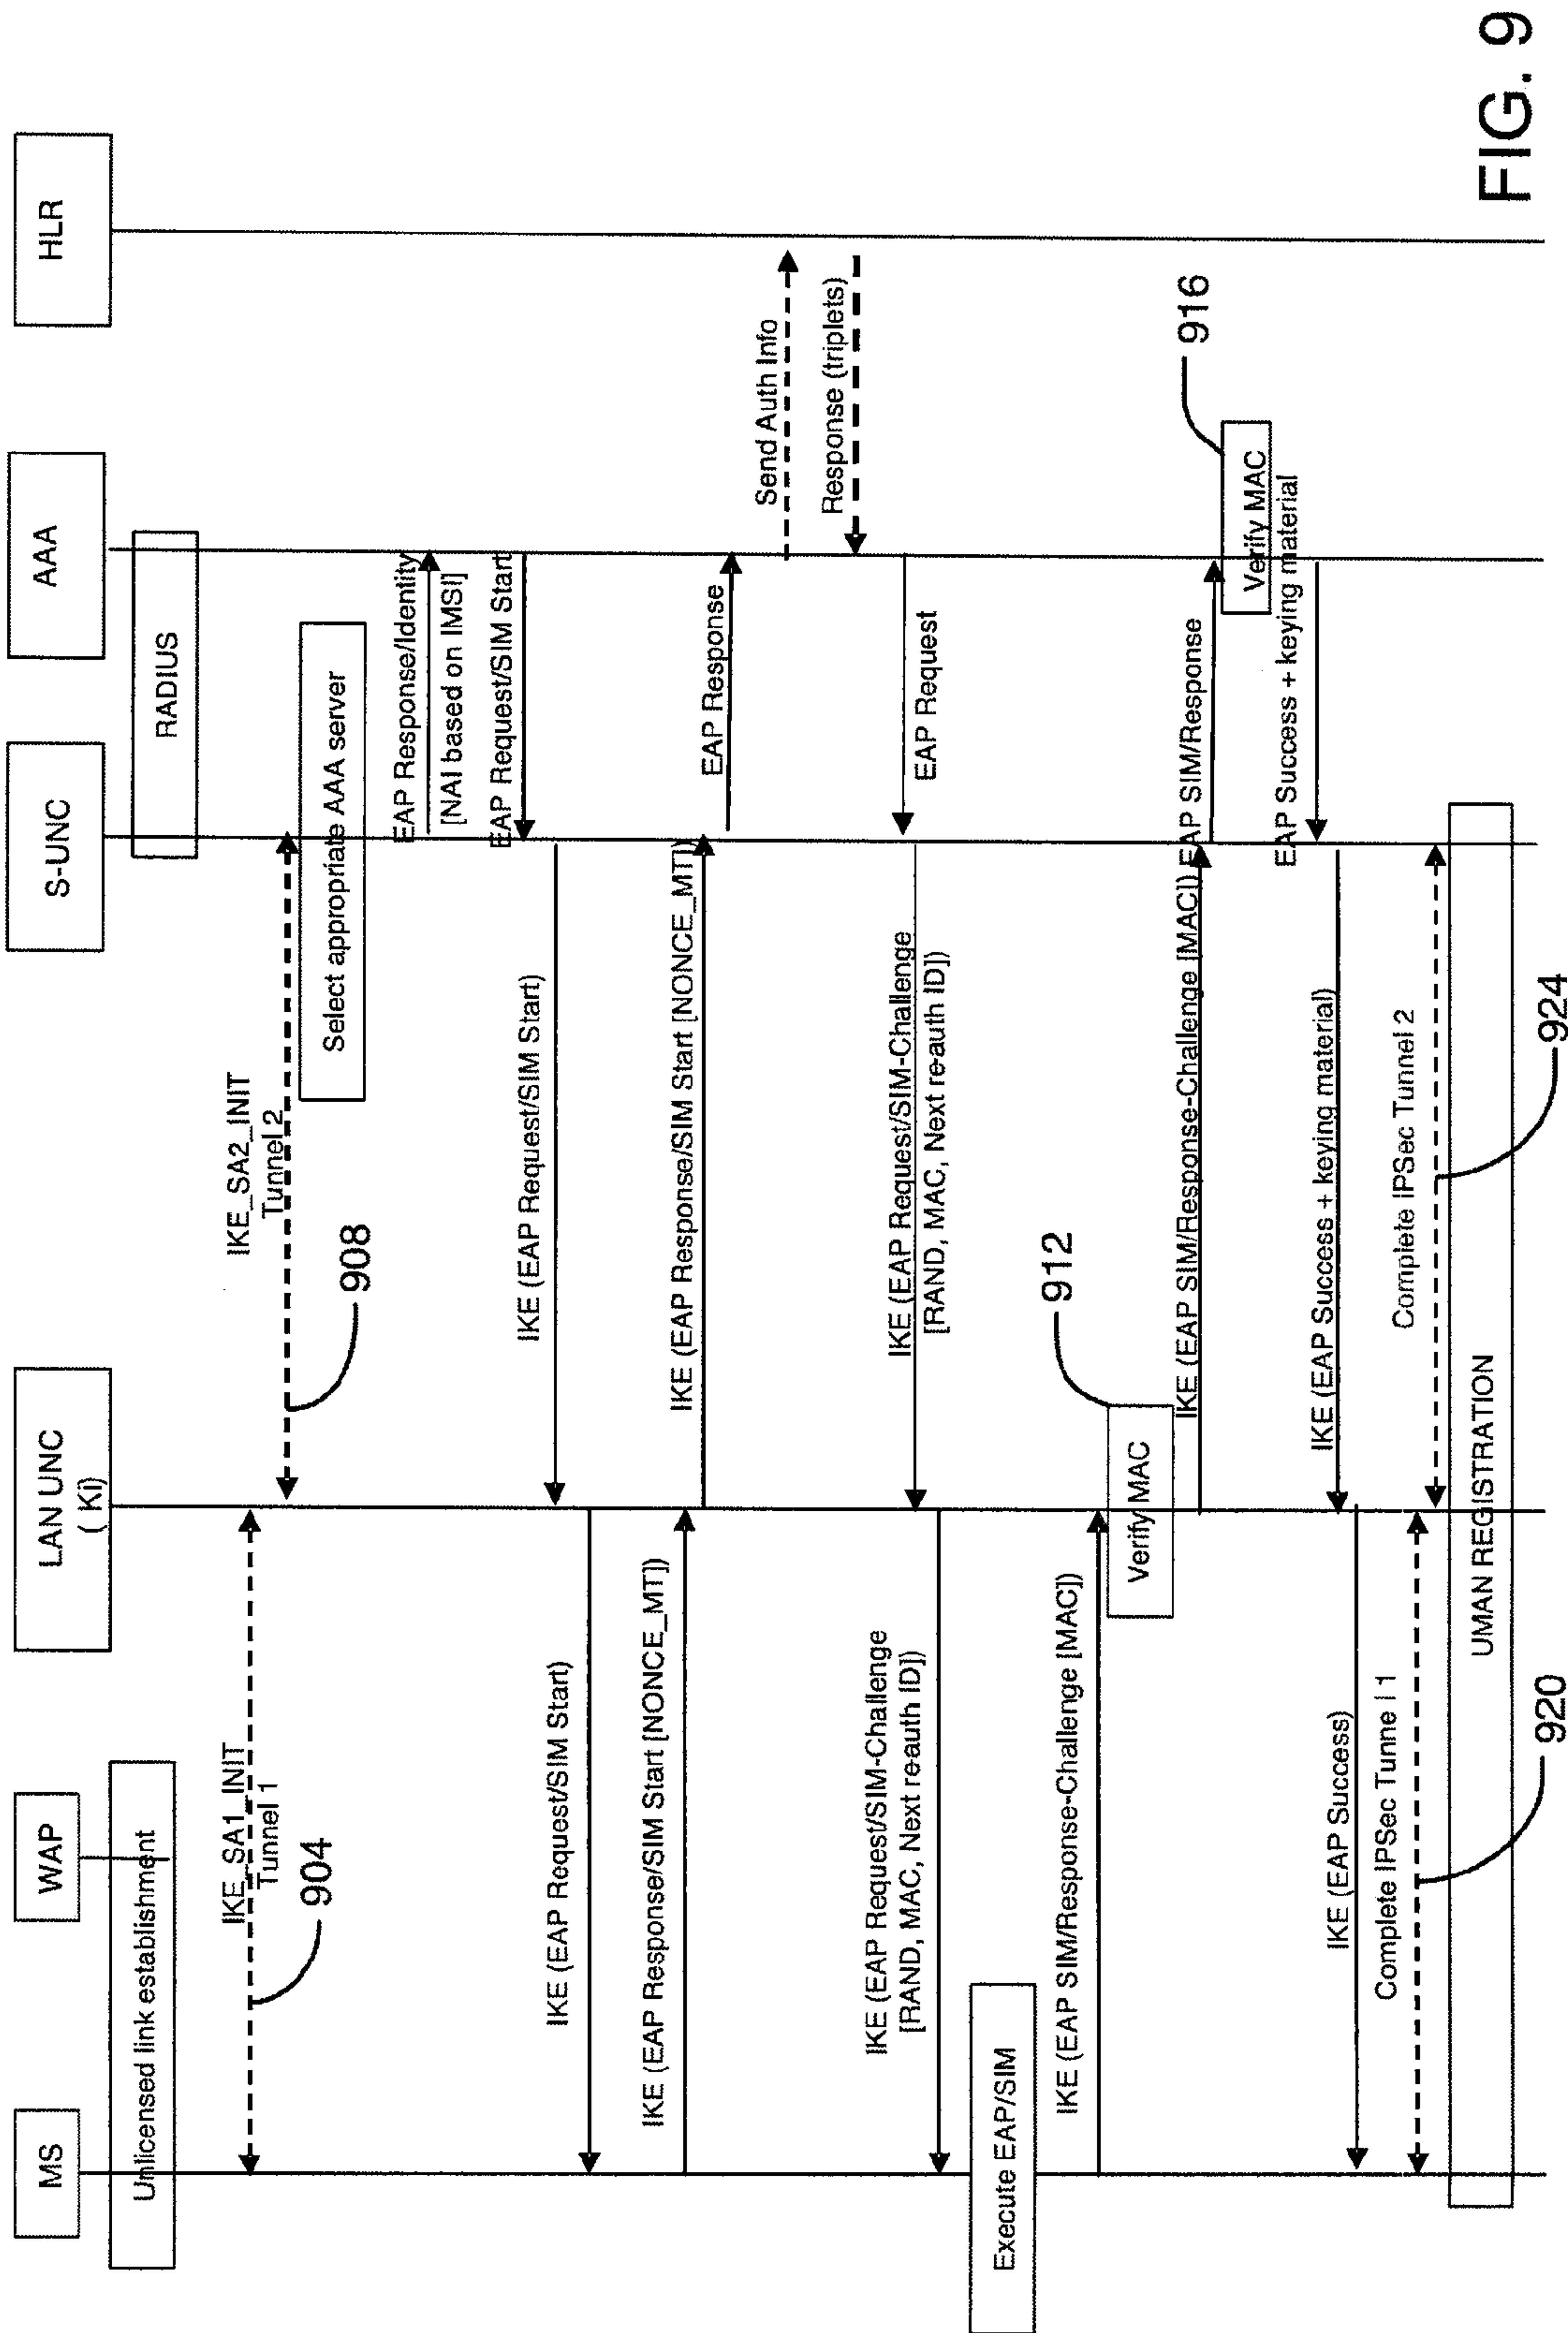 MS
WAP
LAN UNC
( Ki)
S-UNC
AAA
HLR
Unlicensed link establishment
RADIUS
IKE_SA1_INIT
Tunnel 1
904
IKE_SA2_INIT
Tunnel 2
908
Select appropriate AAA server
EAP Response/Identity
[NAI based on IMSI]
EAP Request/SIM Start
IKE (EAP Request/SIM Start)
IKE (EAP Request/SIM Start)
IKE (EAP Response/SIM Start [NONCE_MT])
IKE (EAP Response/SIM Start [NONCE_MT])
EAP Response
Send Auth Info
Response (triplets)
EAP Request
IKE (EAP Request/SIM-Challenge
[RAND, MAC, Next re-auth ID])
IKE (EAP Request/SIM-Challenge
[RAND, MAC, Next re-auth ID])
Execute EAP/SIM
IKE (EAP SIM/Response-Challenge [MAC])
Verify MAC
912
IKE (EAP SIM/Response-Challenge [MAC])
EAP SIM/Response
Verify MAC
916
EAP Success + keying material
IKE (EAP Success + keying material)
IKE (EAP Success)
Complete IPSec Tunne l 1
Complete IPSec Tunnel 2
UMAN REGISTRATION
920
924
FIG. 9